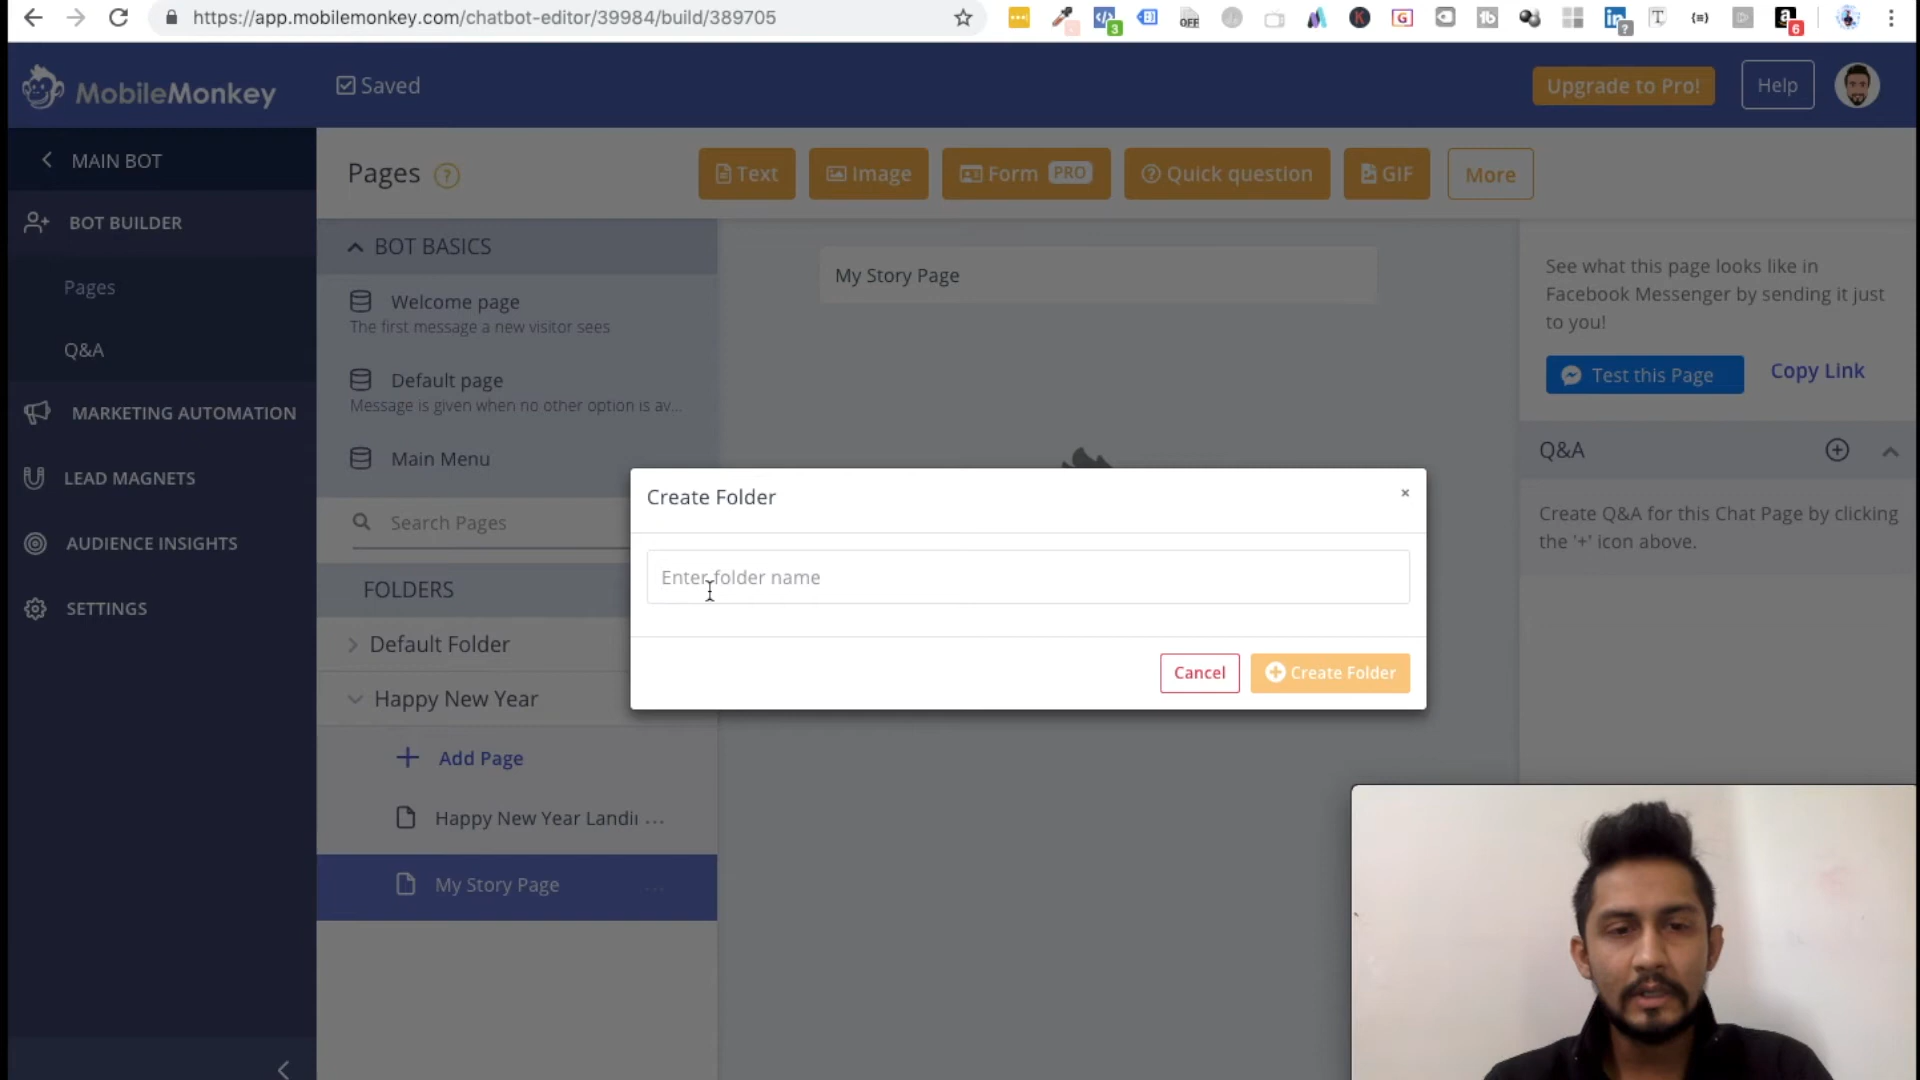 https://app.mobilemonkey.com/chatbot-editor/39984/build/389705
OFF
3
6
MobileMonkey
Saved
Upgrade to Pro!
Help
MAIN BOT
BOT BUILDER
Pages
Q&A
MARKETING AUTOMATION
LEAD MAGNETS
AUDIENCE INSIGHTS
SETTINGS
Pages ?
Text
Image
Form PRO
Quick question
GIF
More
BOT BASICS
Welcome page
The first message a new visitor sees
Default page
Message is given when no other option is av...
Main Menu
Search Pages
FOLDERS
Default Folder
Happy New Year
Add Page
Happy New Year Landi ...
My Story Page ...
My Story Page
Create Folder ×
Enter folder name
Cancel
Create Folder
See what this page looks like in
Facebook Messenger by sending it just
to you!
Test this Page
Copy Link
Q&A
Create Q&A for this Chat Page by clicking
the '+' icon above.